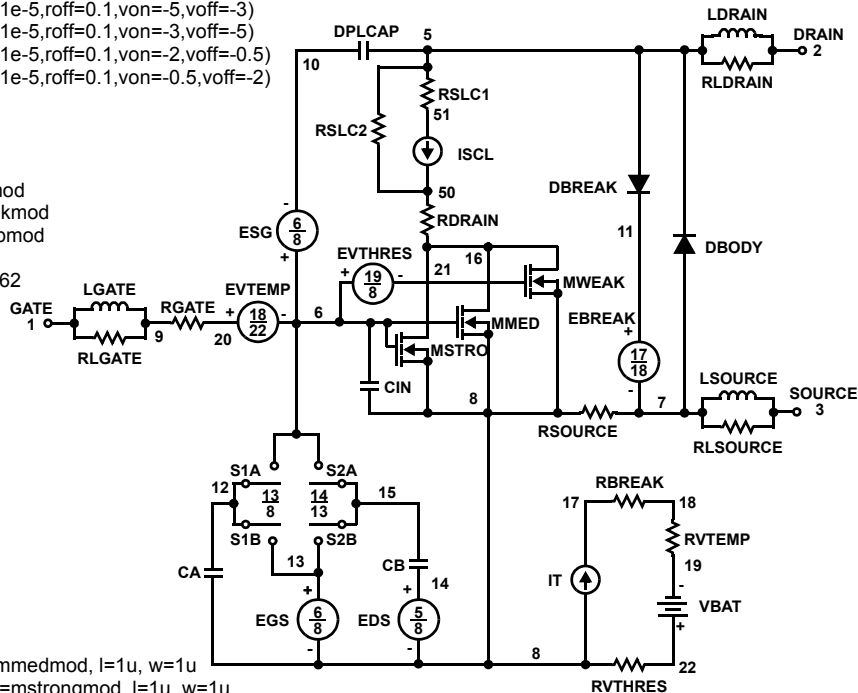 1e-5,roff=0.1,von=-5,voff=-3)
1e-5,roff=0.1,von=-3,voff=-5)
1e-5,roff=0.1,von=-2,voff=-0.5)
1e-5,roff=0.1,von=-0.5,voff=-2)
LDRAIN
DPLCAP
5
DRAIN
2
10
RLDRAIN
RSLC1
51
RSLC2
ISCL
50
DBREAK
RDRAIN
ESG
6
8
-
+
11
DBODY
EVTHRES
16
21
+
19
8
-
MWEAK
62
LGATE
GATE
1
RGATE
EVTEMP
+
18
22
-
6
EBREAK
+
MMED
9
20
MSTRO
17
18
-
RLGATE
CIN
LSOURCE
8
7
SOURCE
3
RSOURCE
RLSOURCE
S1A
S2A
12
13
8
14
13
15
RBREAK
17
18
S1B
S2B
13
CA
CB
RVTEMP
19
14
IT
-
VBAT
+
+
+
EGS
6
8
EDS
5
8
-
-
8
22
mmedmod, l=1u, w=1u
=mstrongmod, l=1u, w=1u
RVTHRES